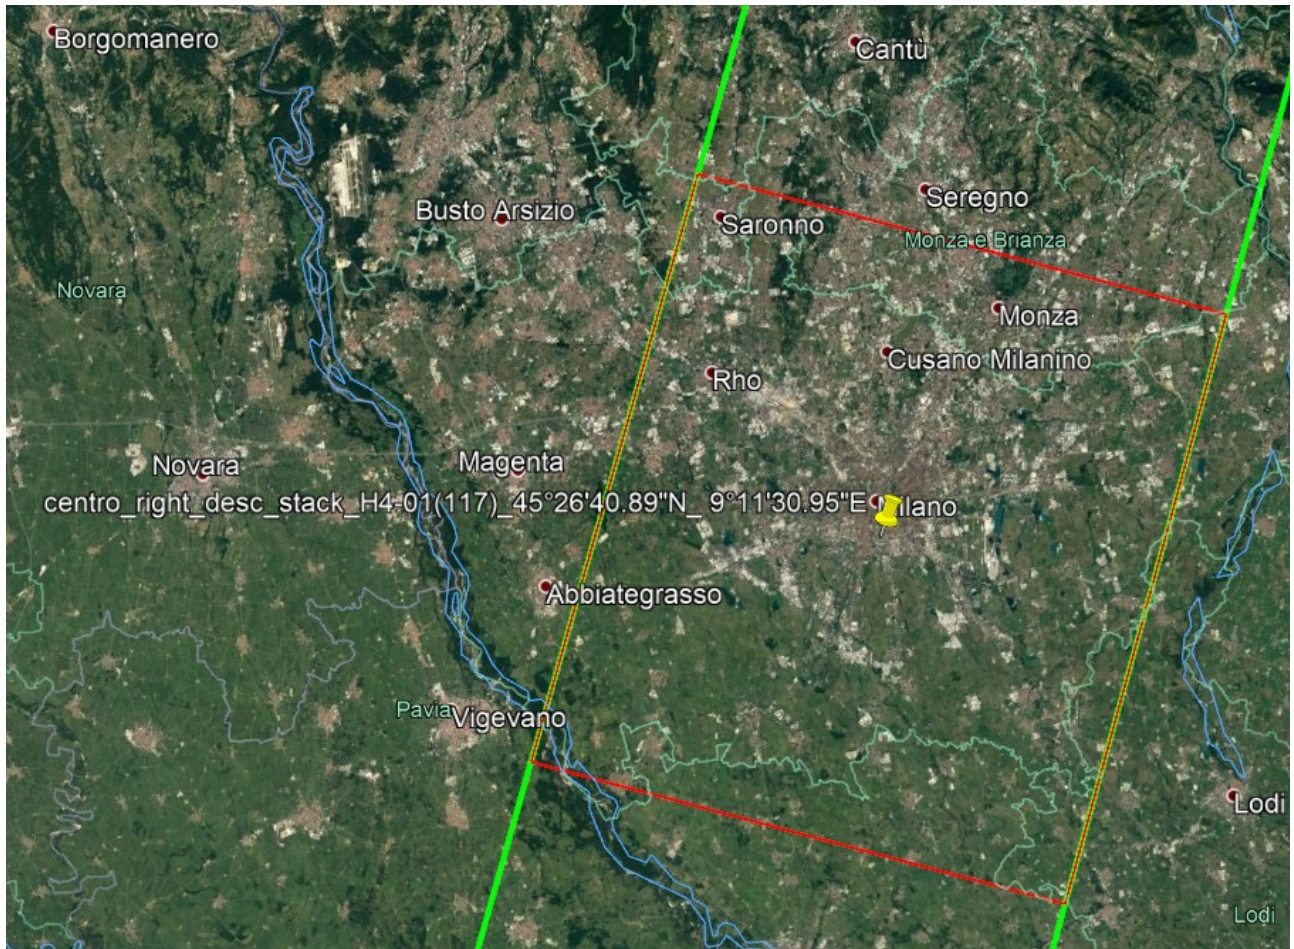 Borgomanero
Cantù
Seregno
Busto Arsizio
Saronno
Monza e Brianza
Novara
Monza
Cusano Milanino
Rho
Magenta
Novara
centro_right_desc_stack_H4-01(117)_45°26'40.89"N_ 9°11'30.95"E
Milano
Abbiategrasso
Pavia
Vigevano
Lodi
Lodi